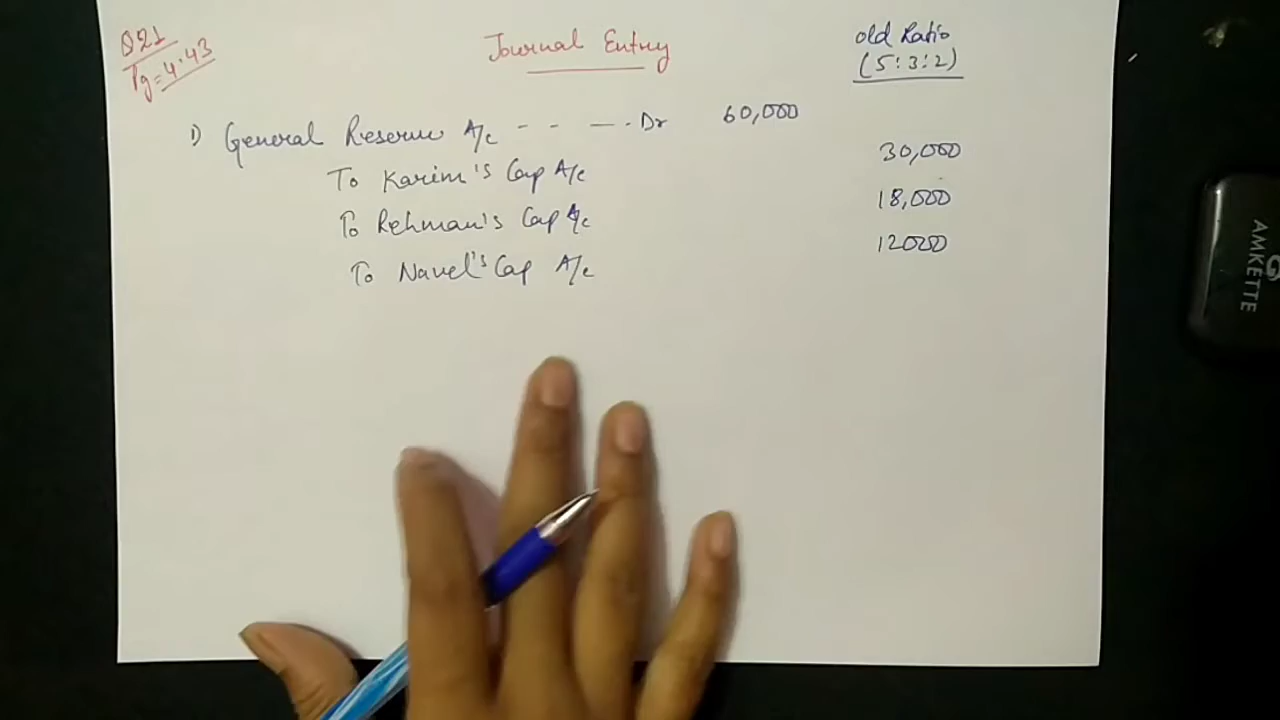 Q21
Pg = 4.43
Journal Entry
Old Ratio
(5:3:2)
1) General Reserve A/c - - — . Dr 60,000
To Karim's Cap A/c 30,000
To Rehman's Cap A/c 18,000
To Navel's Cap A/c 12000
AMKETTE